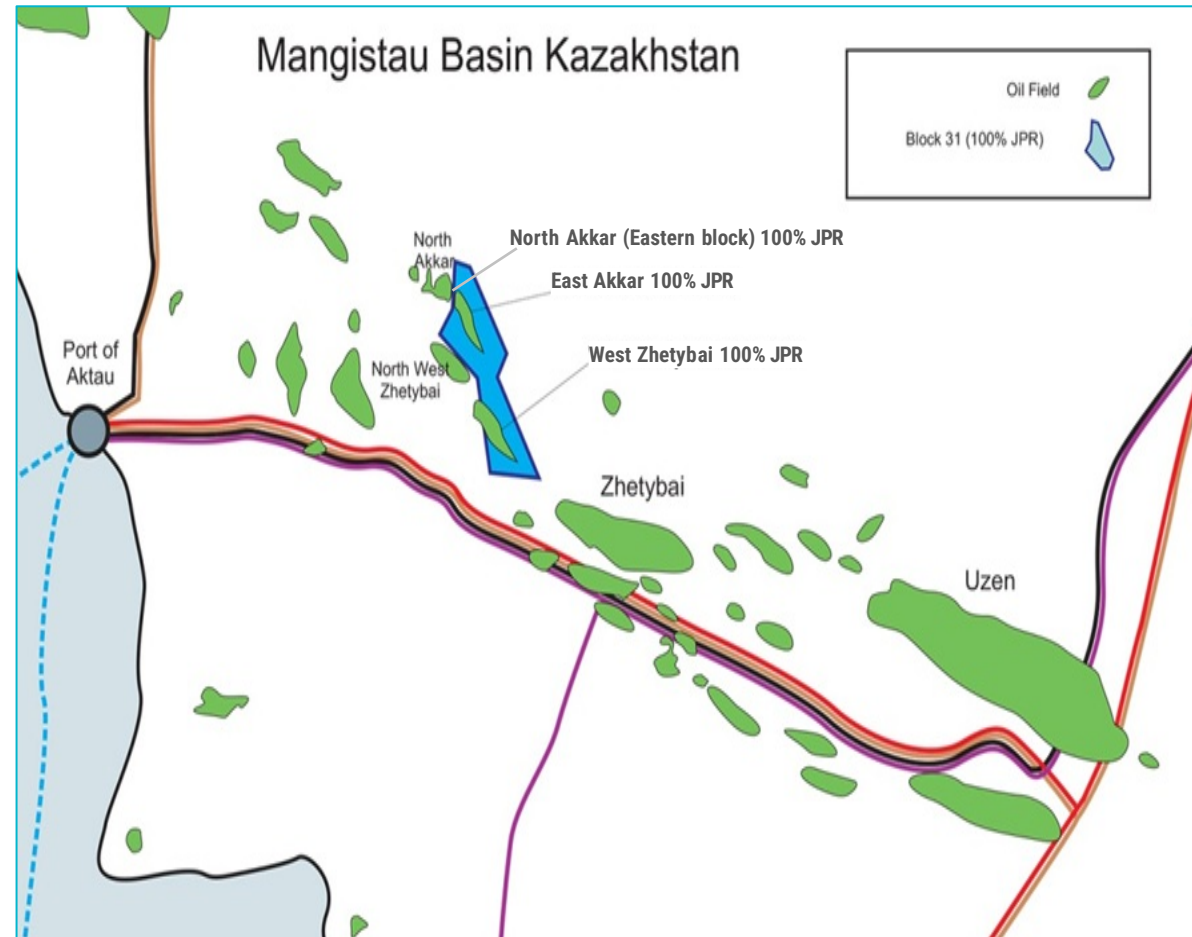 Mangistau Basin Kazakhstan
Oil Field
Block 31 (100% JPR)
North
Akkar
North Akkar (Eastern block) 100% JPR
East Akkar 100% JPR
West Zhetybai 100% JPR
Port of
Aktau
North West
Zhetybai
Zhetybai
Uzen